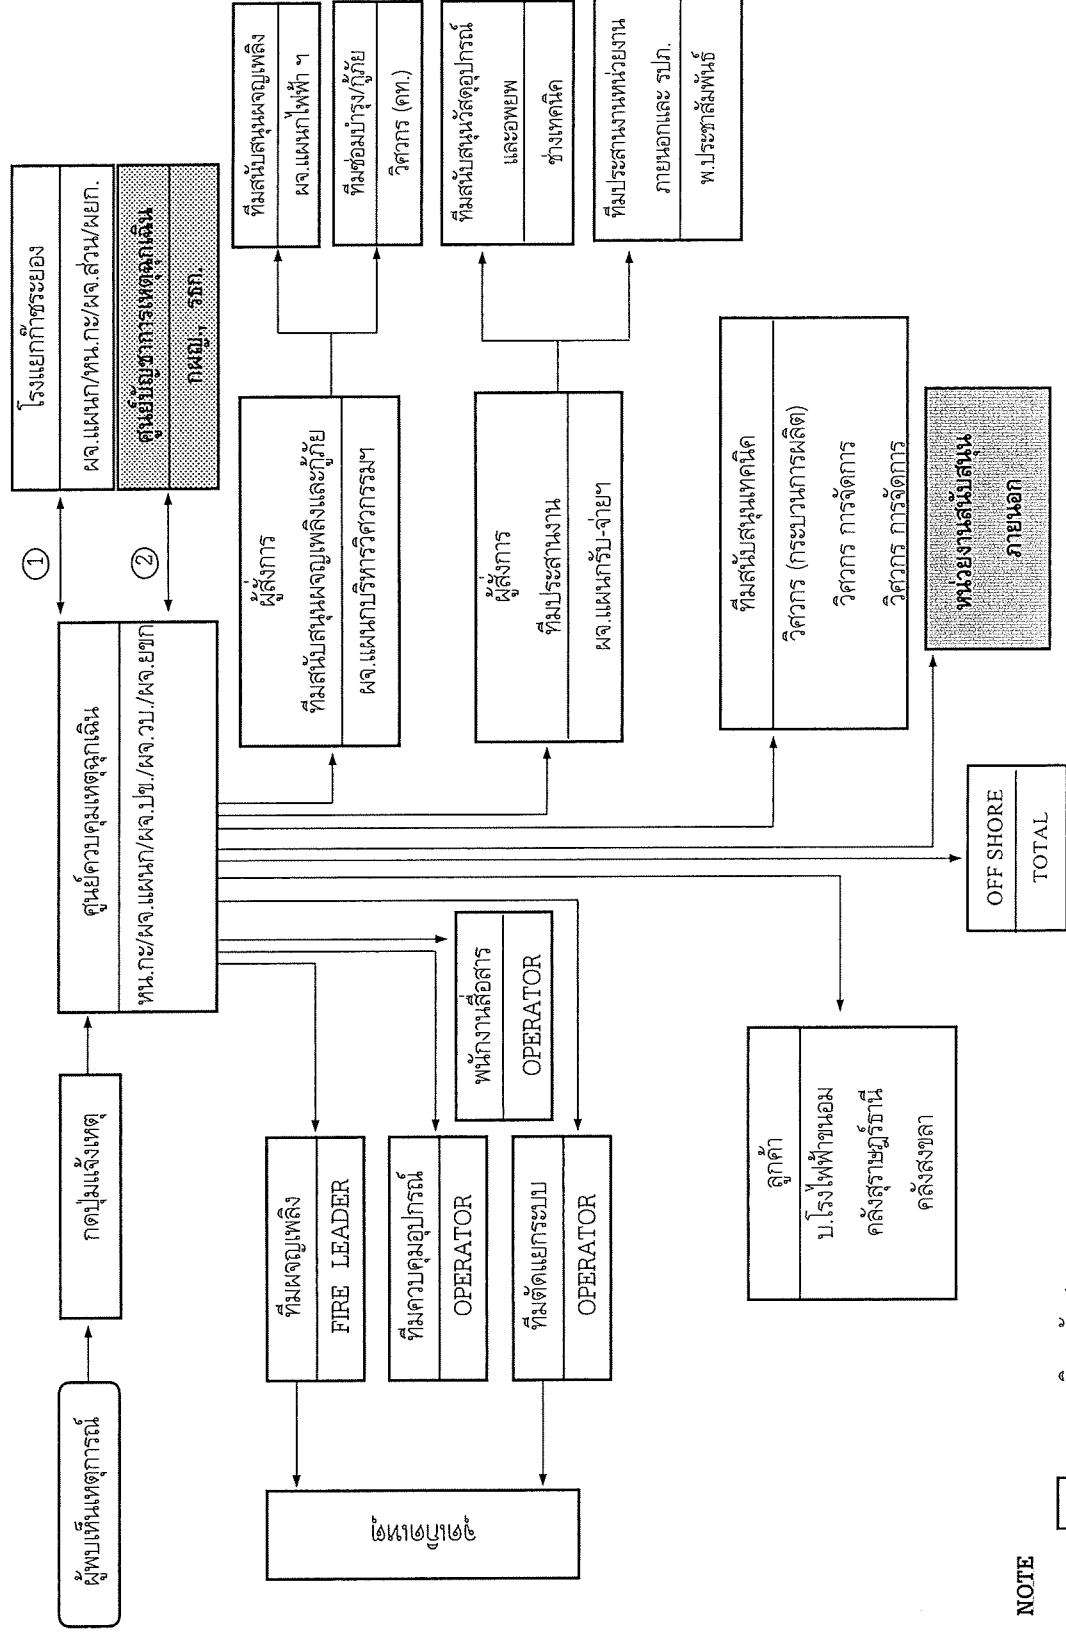 ผู้พบเห็นเหตุการณ์
กดปุ่มแจ้งเหตุ
ศูนย์ควบคุมเหตุฉุกเฉิน
หน.กะ/ผจ.แผนก/ผจ.ปข./ผจ.วบ./ผจ.ยขก
①
โรงแยกก๊าซระยอง
ผจ.แผนก/หน.กะ/ผจ.ส่วน/ผยก.
②
ศูนย์บัญชาการเหตุฉุกเฉิน
กผญ., รธก.
จุดเกิดเหตุ
ทีมผจญเพลิง
FIRE LEADER
ทีมควบคุมอุปกรณ์
OPERATOR
ทีมตัดแยกระบบ
OPERATOR
พนักงานสื่อสาร
OPERATOR
ผู้สั่งการ
ทีมสนับสนุนผจญเพลิงและกู้ภัย
ผจ.แผนกบริหารวิศวกรรมฯ
ทีมสนับสนุนผจญเพลิง
ผจ.แผนกไฟฟ้า ฯ
ทีมซ่อมบำรุง/กู้ภัย
วิศวกร (คท.)
ผู้สั่งการ
ทีมประสานงาน
ผจ.แผนกรับ-จ่ายฯ
ทีมสนับสนุนวัสดุอุปกรณ์
และอพยพ
ช่างเทคนิค
ทีมประสานงานหน่วยงาน
ภายนอกและ รปภ.
พ.ประชาสัมพันธ์
ทีมสนับสนุนเทคนิค
วิศวกร (กระบวนการผลิต)
วิศวกร การจัดการ
วิศวกร การจัดการ
หน่วยงานสนับสนุน
ภายนอก
OFF SHORE
TOTAL
ลูกค้า
บ.โรงไฟฟ้าขนอม
คลังสุราษฎร์ธานี
คลังสงขลา
NOTE